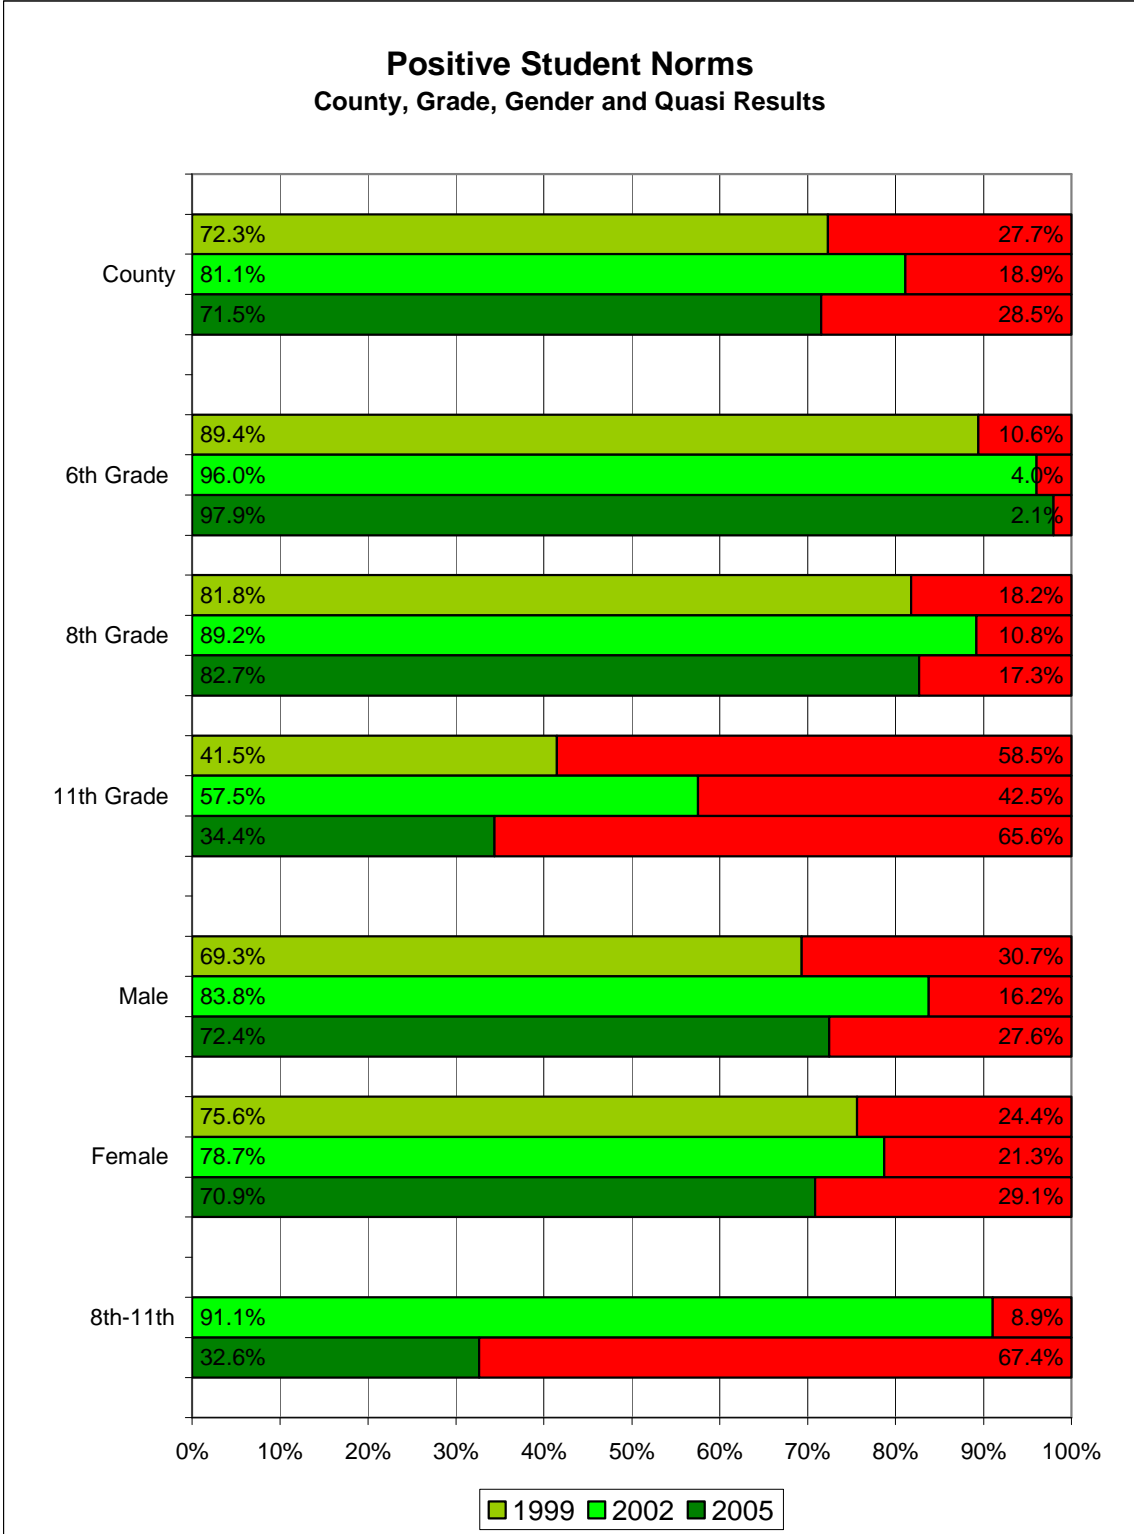 Positive Student Norms
County, Grade, Gender and Quasi Results
72.3% 27.7%
County 81.1% 18.9%
71.5% 28.5%
89.4% 10.6%
6th Grade 96.0% 4.0%
97.9% 2.1%
81.8% 18.2%
8th Grade 89.2% 10.8%
82.7% 17.3%
41.5% 58.5%
11th Grade 57.5% 42.5%
34.4% 65.6%
69.3% 30.7%
Male 83.8% 16.2%
72.4% 27.6%
75.6% 24.4%
Female 78.7% 21.3%
70.9% 29.1%
8th-11th 91.1% 8.9%
32.6% 67.4%
0% 10% 20% 30% 40% 50% 60% 70% 80% 90% 100%
1999 2002 2005